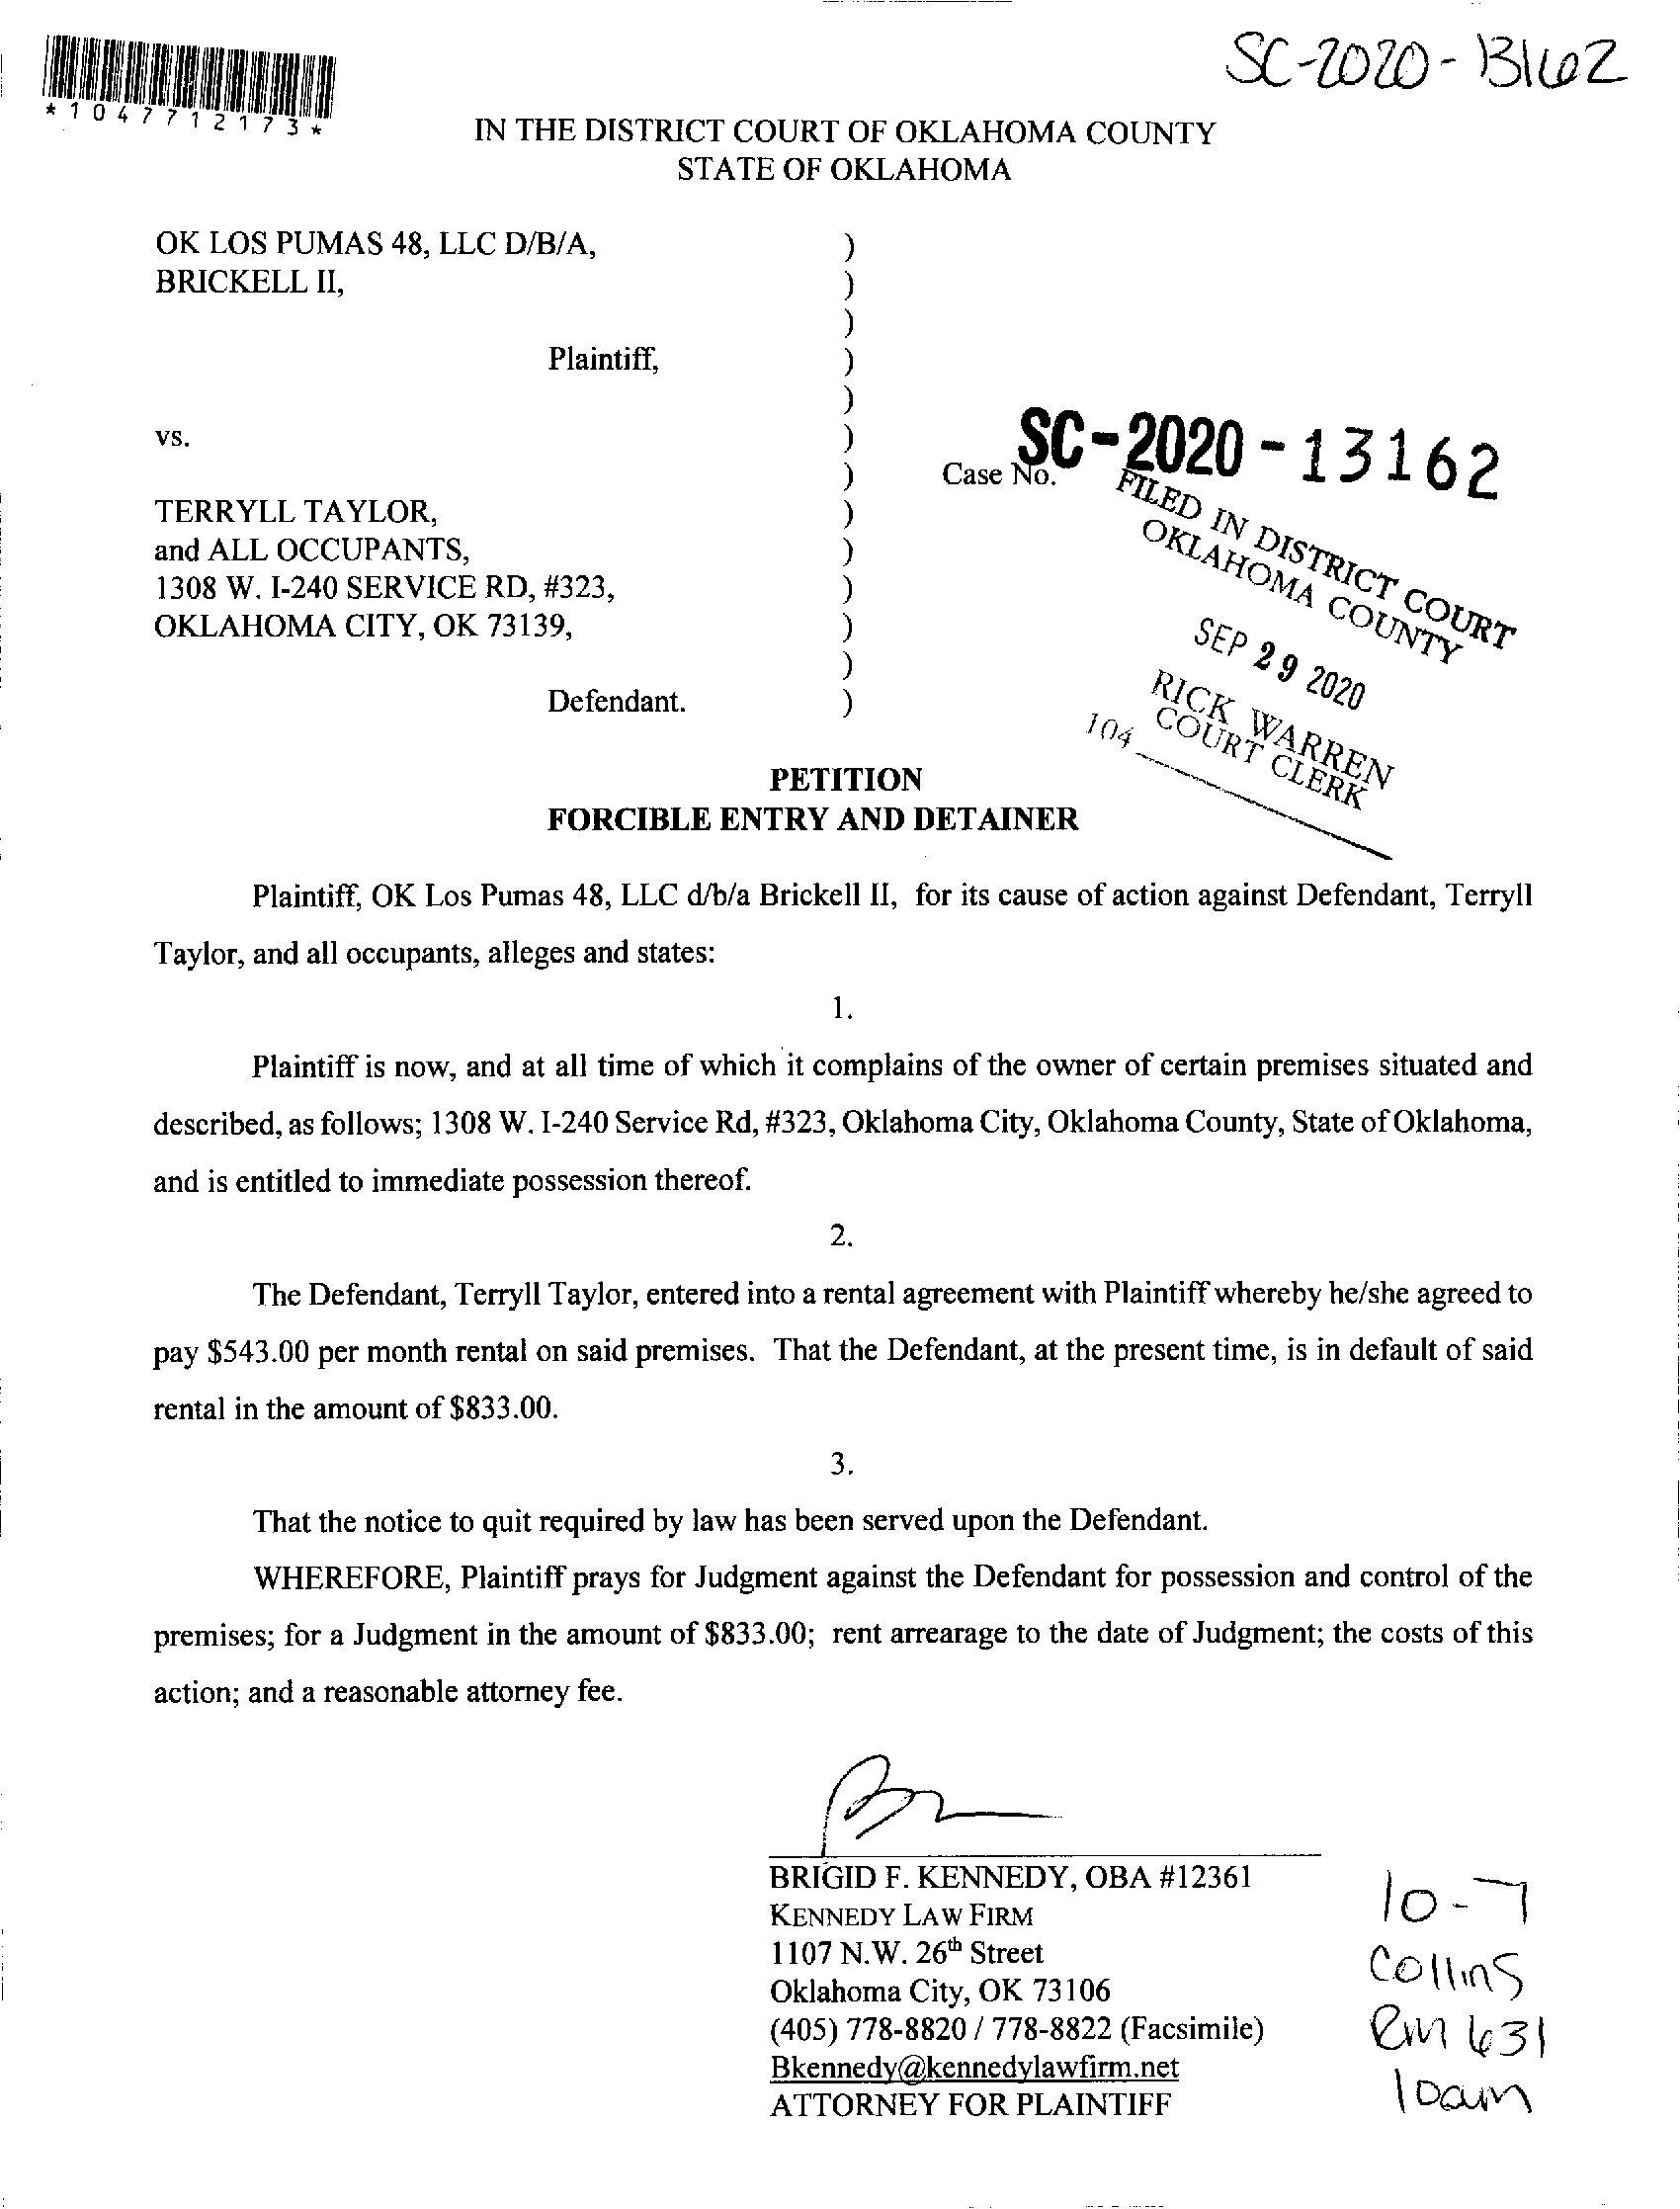 SC-2020-13162
*1047712173*
IN THE DISTRICT COURT OF OKLAHOMA COUNTY
STATE OF OKLAHOMA
OK LOS PUMAS 48, LLC D/B/A, )
BRICKELL II, )
)
Plaintiff, )
)
vs. )
) Case No. SC-2020-13162
TERRYLL TAYLOR, )
and ALL OCCUPANTS, )
1308 W. I-240 SERVICE RD, #323, )
OKLAHOMA CITY, OK 73139, )
)
Defendant. )
FILED IN DISTRICT COURT
OKLAHOMA COUNTY
SEP 29 2020
RICK WARREN
COURT CLERK
104
PETITION
FORCIBLE ENTRY AND DETAINER
Plaintiff, OK Los Pumas 48, LLC d/b/a Brickell II, for its cause of action against Defendant, Terryll
Taylor, and all occupants, alleges and states:
1.
Plaintiff is now, and at all time of which it complains of the owner of certain premises situated and
described, as follows; 1308 W. I-240 Service Rd, #323, Oklahoma City, Oklahoma County, State of Oklahoma,
and is entitled to immediate possession thereof.
2.
The Defendant, Terryll Taylor, entered into a rental agreement with Plaintiff whereby he/she agreed to
pay $543.00 per month rental on said premises. That the Defendant, at the present time, is in default of said
rental in the amount of $833.00.
3.
That the notice to quit required by law has been served upon the Defendant.
WHEREFORE, Plaintiff prays for Judgment against the Defendant for possession and control of the
premises; for a Judgment in the amount of $833.00; rent arrearage to the date of Judgment; the costs of this
action; and a reasonable attorney fee.
BRIGID F. KENNEDY, OBA #12361
KENNEDY LAW FIRM
1107 N.W. 26th Street
Oklahoma City, OK 73106
(405) 778-8820 / 778-8822 (Facsimile)
Bkennedy@kennedylawfirm.net
ATTORNEY FOR PLAINTIFF
10-7
Collins
Rm 631
10am